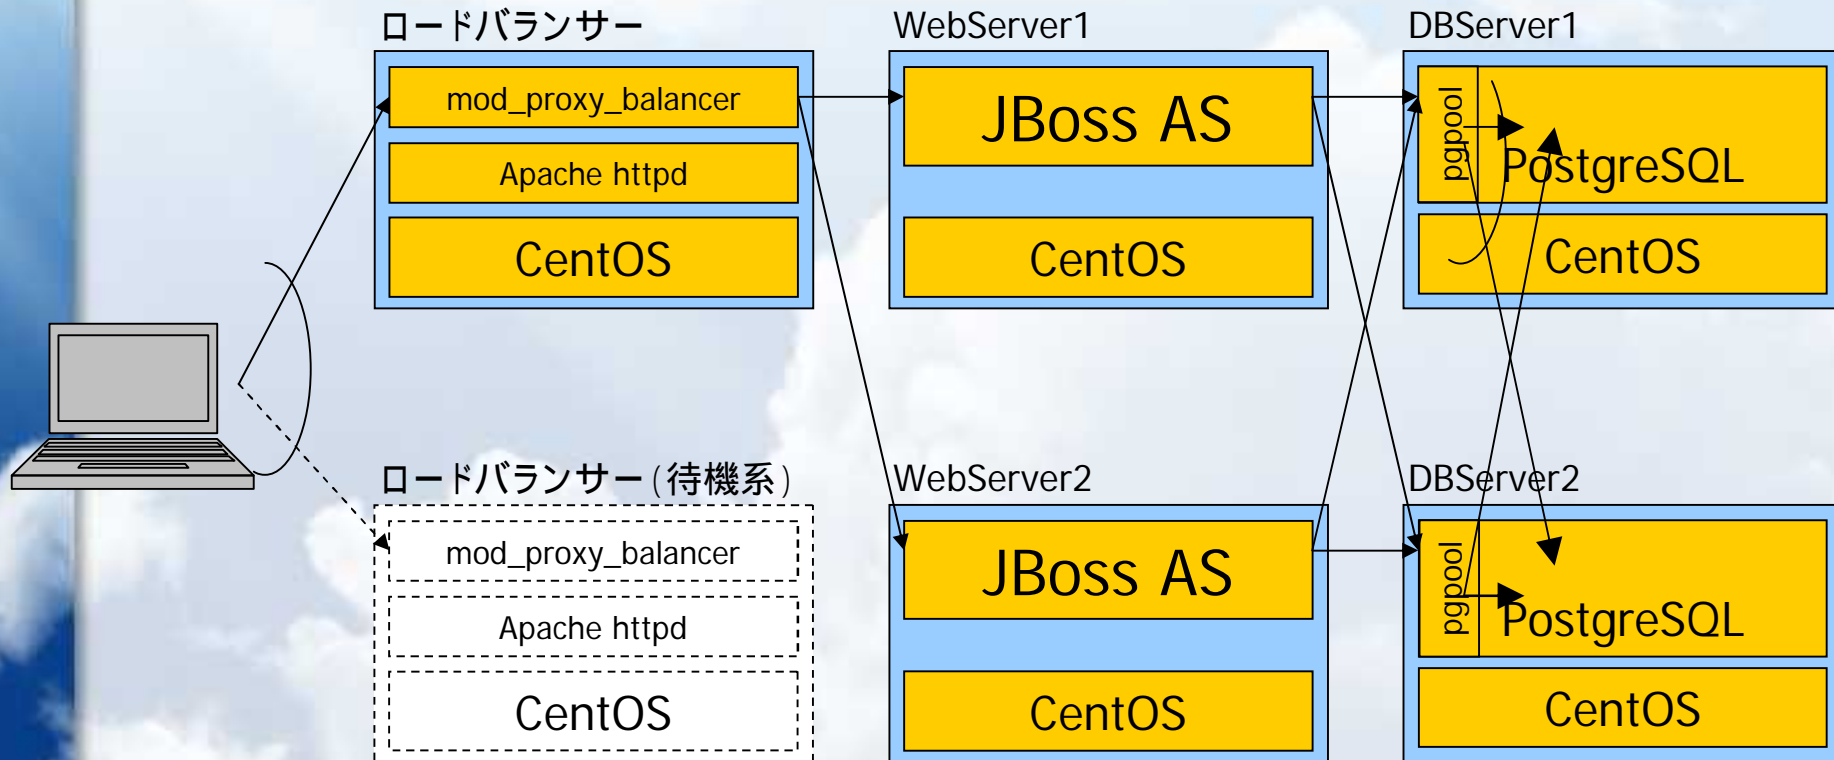 ロードバランサー
mod_proxy_balancer
Apache httpd
CentOS
WebServer1
JBoss AS
CentOS
DBServer1
pgpool
PostgreSQL
CentOS
ロードバランサー(待機系)
mod_proxy_balancer
Apache httpd
CentOS
WebServer2
JBoss AS
CentOS
DBServer2
pgpool
PostgreSQL
CentOS